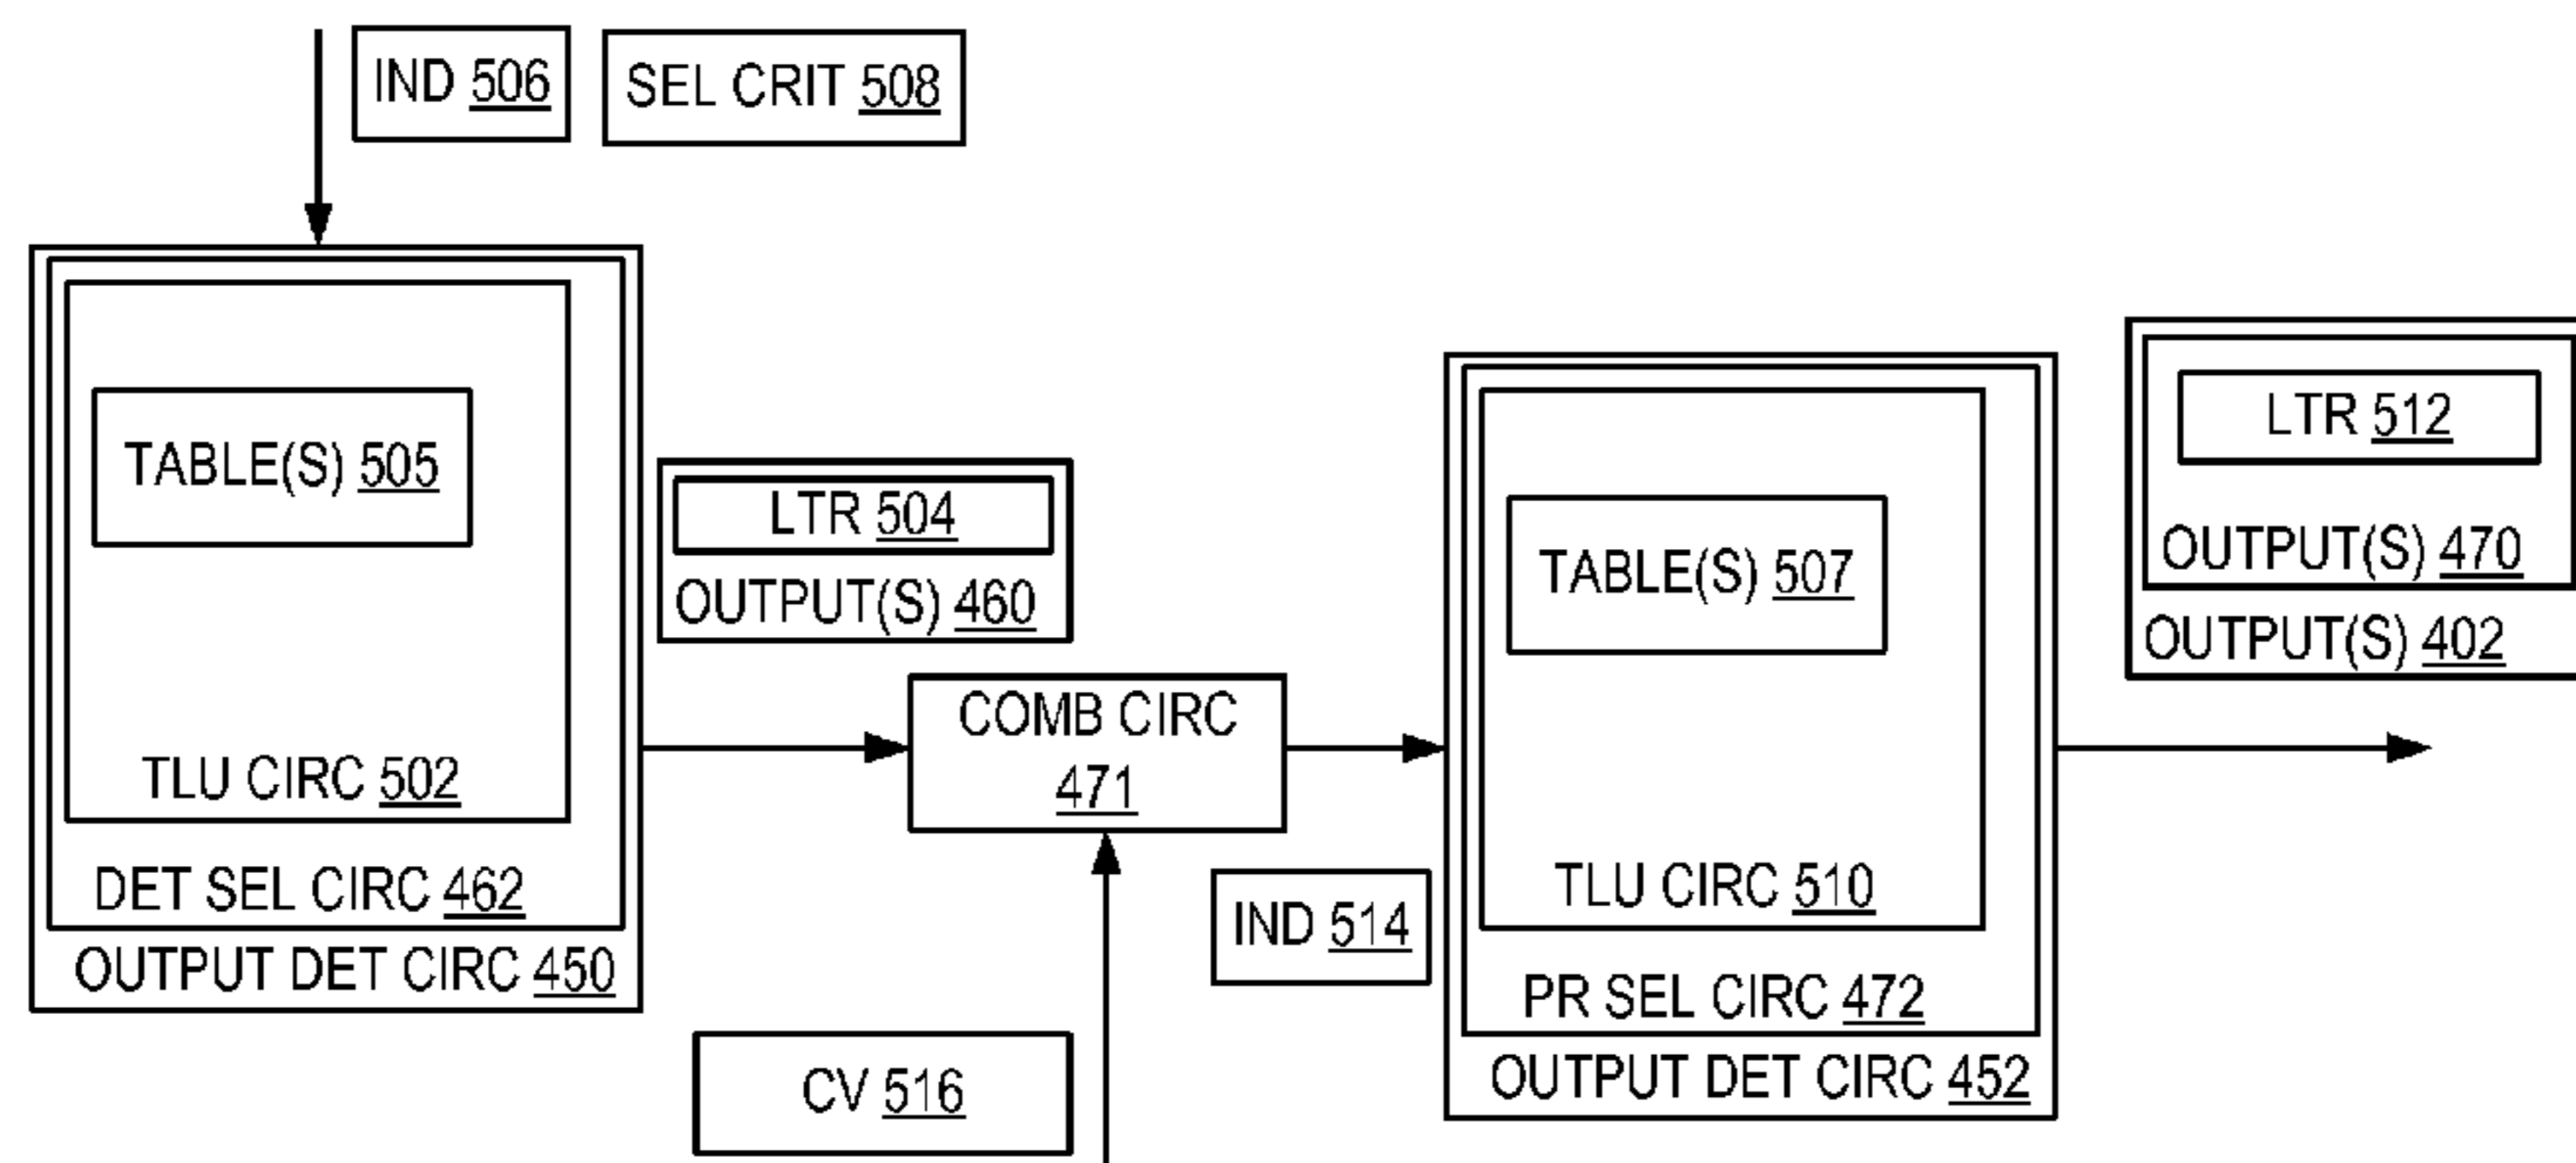 IND 506
SEL CRIT 508
TABLE(S) 505
TLU CIRC 502
DET SEL CIRC 462
OUTPUT DET CIRC 450
LTR 504
OUTPUT(S) 460
COMB CIRC
471
CV 516
IND 514
TABLE(S) 507
TLU CIRC 510
PR SEL CIRC 472
OUTPUT DET CIRC 452
LTR 512
OUTPUT(S) 470
OUTPUT(S) 402